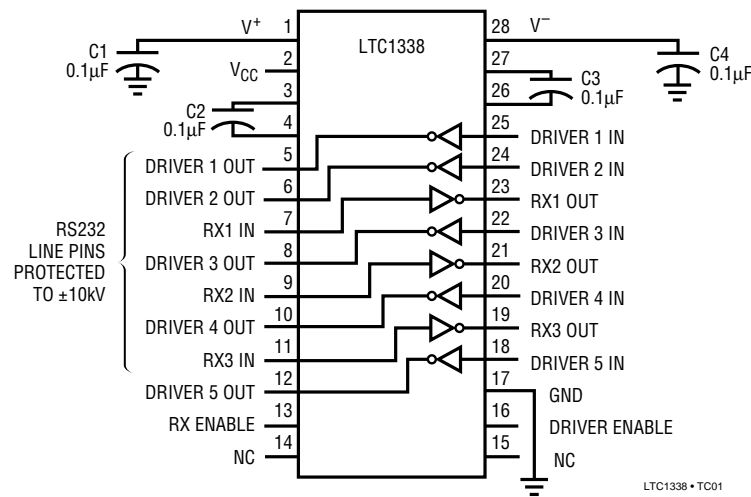 LTC1338
V+ 1
28 V−
C1
0.1µF
C4
0.1µF
2
VCC
27
3
C3
0.1µF
26
C2
0.1µF
4
25 DRIVER 1 IN
DRIVER 1 OUT 5
24 DRIVER 2 IN
DRIVER 2 OUT 6
23 RX1 OUT
RX1 IN 7
22 DRIVER 3 IN
DRIVER 3 OUT 8
21 RX2 OUT
RX2 IN 9
20 DRIVER 4 IN
DRIVER 4 OUT 10
19 RX3 OUT
RX3 IN 11
18 DRIVER 5 IN
DRIVER 5 OUT 12
17 GND
RX ENABLE 13
16 DRIVER ENABLE
NC 14
15 NC
RS232
LINE PINS
PROTECTED
TO ±10kV
LTC1338 • TC01